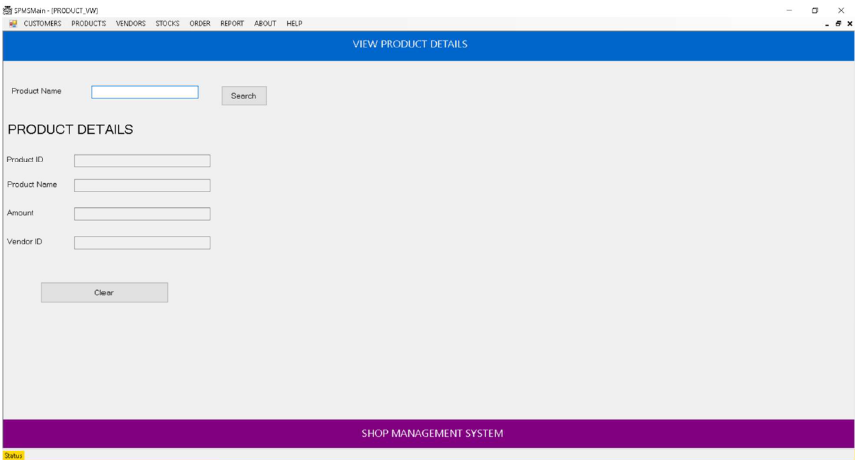 SPMSMain - [PRODUCT_VW]
CUSTOMERS PRODUCTS VENDORS STOCKS ORDER REPORT ABOUT HELP
VIEW PRODUCT DETAILS
Product Name Search
PRODUCT DETAILS
Product ID
Product Name
Amount
Vendor ID
Clear
SHOP MANAGEMENT SYSTEM
Status